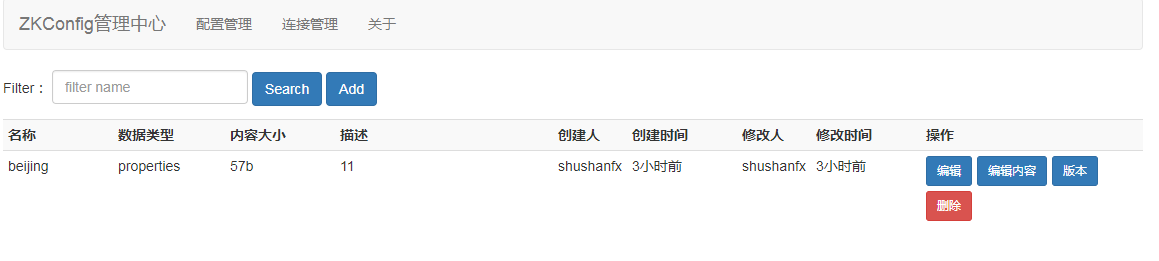 ZKConfig管理中心 配置管理 连接管理 关于
Filter： filter name Search Add
名称 数据类型 内容大小 描述 创建人 创建时间 修改人 修改时间 操作
beijing properties 57b 11 shushanfx 3小时前 shushanfx 3小时前 编辑 编辑内容 版本
删除